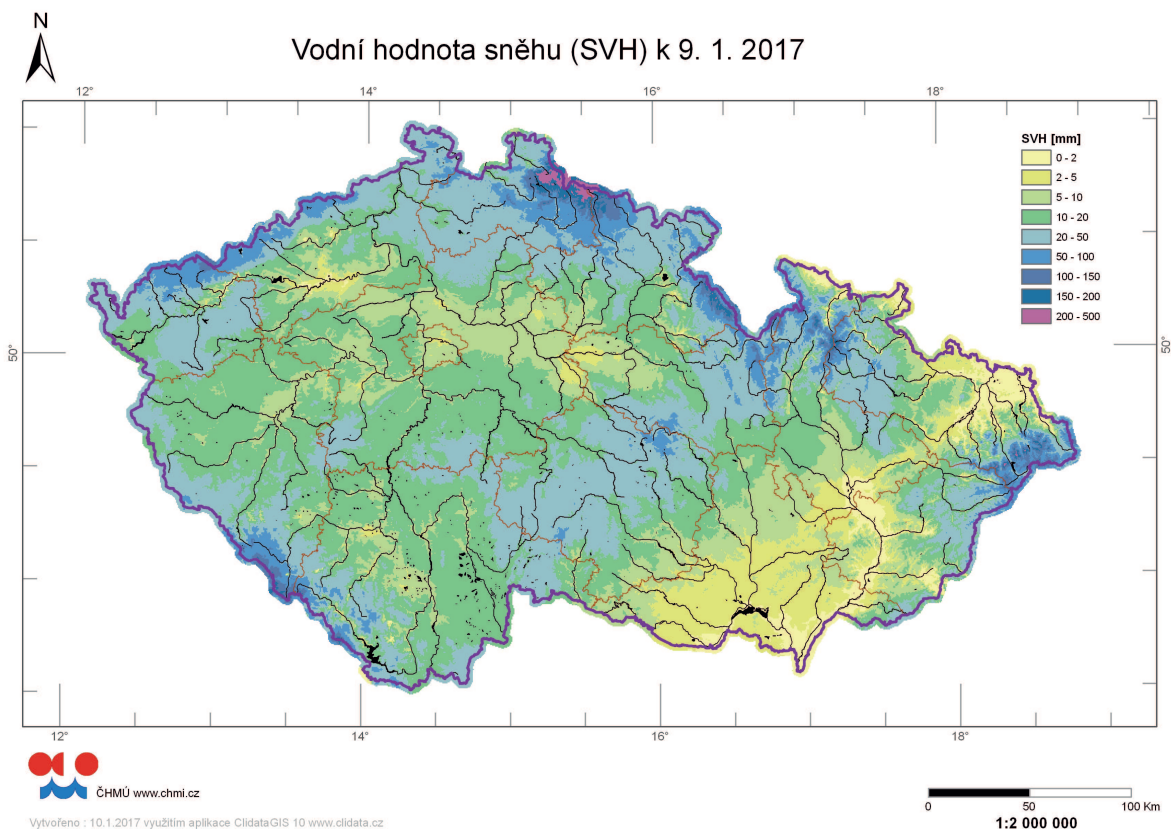 N
Vodní hodnota sněhu (SVH) k 9. 1. 2017
12° 14° 16° 18°
SVH [mm]
0 - 2
2 - 5
5 - 10
10 - 20
20 - 50
50 - 100
100 - 150
150 - 200
200 - 500
50° 50°
12° 14° 16° 18°
ČHMÚ www.chmi.cz
0 50 100 Km
1:2 000 000
Vytvořeno : 10.1.2017 využitím aplikace ClidataGIS 10 www.clidata.cz